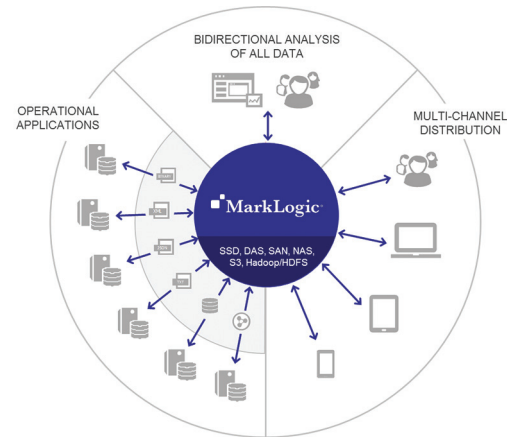 BIDIRECTIONAL ANALYSIS
OF ALL DATA
OPERATIONAL
APPLICATIONS
MULTI-CHANNEL
DISTRIBUTION
MarkLogic
SSD, DAS, SAN, NAS,
S3, Hadoop/HDFS